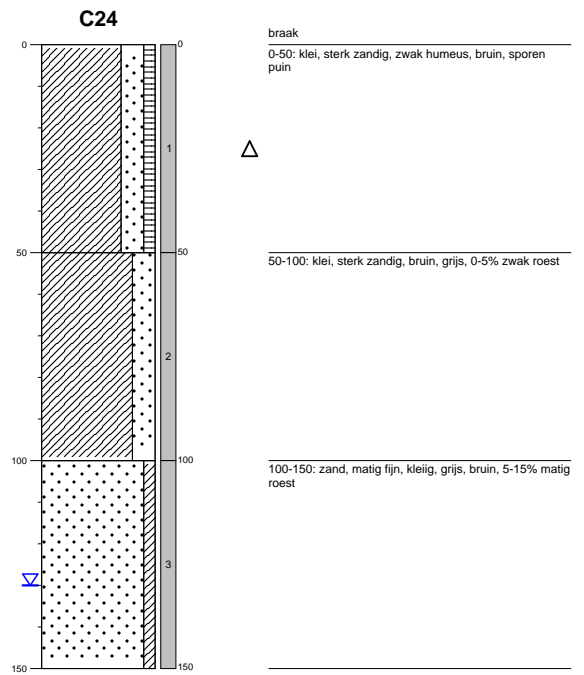 C24
braak
0
0
0-50: klei, sterk zandig, zwak humeus, bruin, sporen
puin
1
50
50
50-100: klei, sterk zandig, bruin, grijs, 0-5% zwak roest
2
100
100
100-150: zand, matig fijn, kleiig, grijs, bruin, 5-15% matig
roest
3
150
150